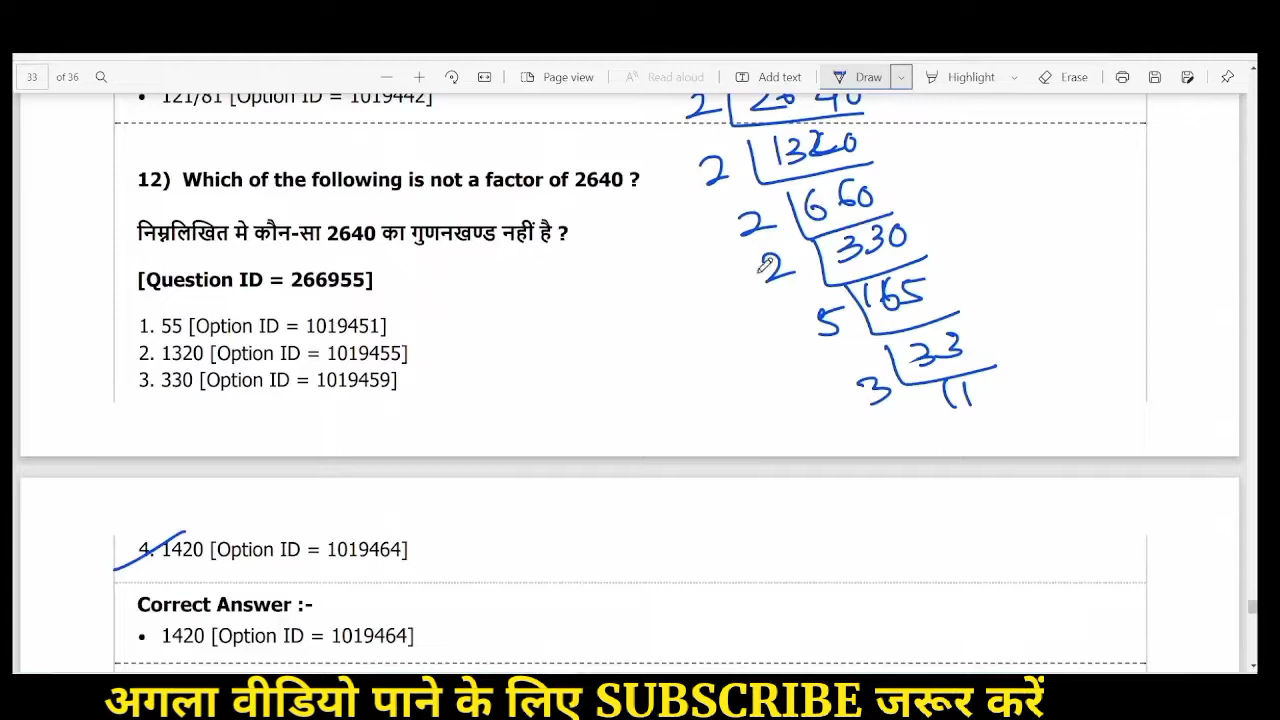 33 of 36 Page view Read aloud Add text Draw Highlight Erase
• 121/81 [Option ID = 1019442]
12) Which of the following is not a factor of 2640 ?
निम्नलिखित मे कौन-सा 2640 का गुणनखण्ड नहीं है ?
[Question ID = 266955]
1. 55 [Option ID = 1019451]
2. 1320 [Option ID = 1019455]
3. 330 [Option ID = 1019459]
2 2640
2 1320
2 660
2 330
5 165
3 33
11
4. 1420 [Option ID = 1019464]
Correct Answer :-
• 1420 [Option ID = 1019464]
अगला वीडियो पाने के लिए SUBSCRIBE जरूर करें